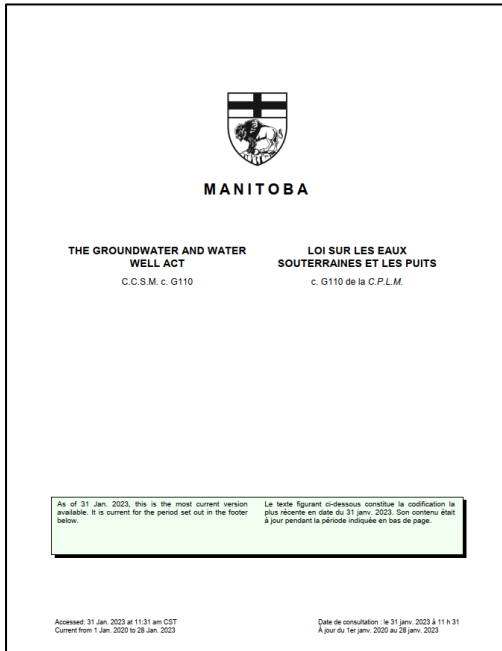 MANITOBA
THE GROUNDWATER AND WATER
WELL ACT
C.C.S.M. c. G110
LOI SUR LES EAUX
SOUTERRAINES ET LES PUITS
c. G110 de la C.P.L.M.
As of 31 Jan. 2023, this is the most current version
available. It is current for the period set out in the footer
below.
Le texte figurant ci-dessous constitue la codification la
plus récente en date du 31 janv. 2023. Son contenu était
à jour pendant la période indiquée en bas de page.
Accessed: 31 Jan. 2023 at 11:31 am CST
Current from 1 Jan. 2020 to 28 Jan. 2023
Date de consultation : le 31 janv. 2023 à 11 h 31
À jour du 1er janv. 2020 au 28 janv. 2023